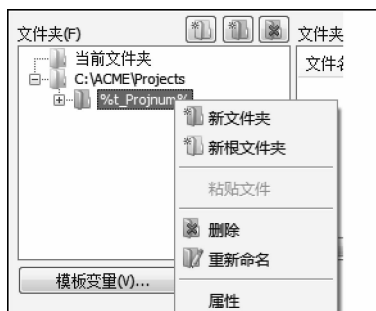 文件夹(F)
文件夹
当前文件夹
文件名
C:\ACME\Projects
%t_Projnum%
新文件夹
新根文件夹
粘贴文件
删除
重新命名
模板变量(V)...
属性